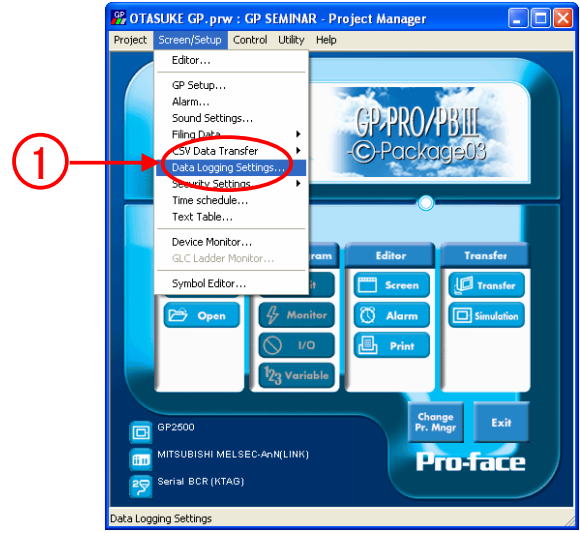 OTASUKE GP.prw : GP SEMINAR - Project Manager
Project Screen/Setup Control Utility Help
Editor...
GP Setup...
Alarm...
Sound Settings...
Filing Data
CSV Data Transfer
Data Logging Settings...
Security Settings
Time schedule...
Text Table...
Device Monitor...
GLC Ladder Monitor...
Symbol Editor...
1
GP-PRO/PBIII
C-Package03
Editor
Transfer
Screen
Transfer
Open
Monitor
Alarm
Simulation
I/O
Print
123 Variable
Change
Pr. Mngr
Exit
GP2500
MITSUBISHI MELSEC-AnN(LINK)
Serial BCR (KTAG)
Pro-face
Data Logging Settings